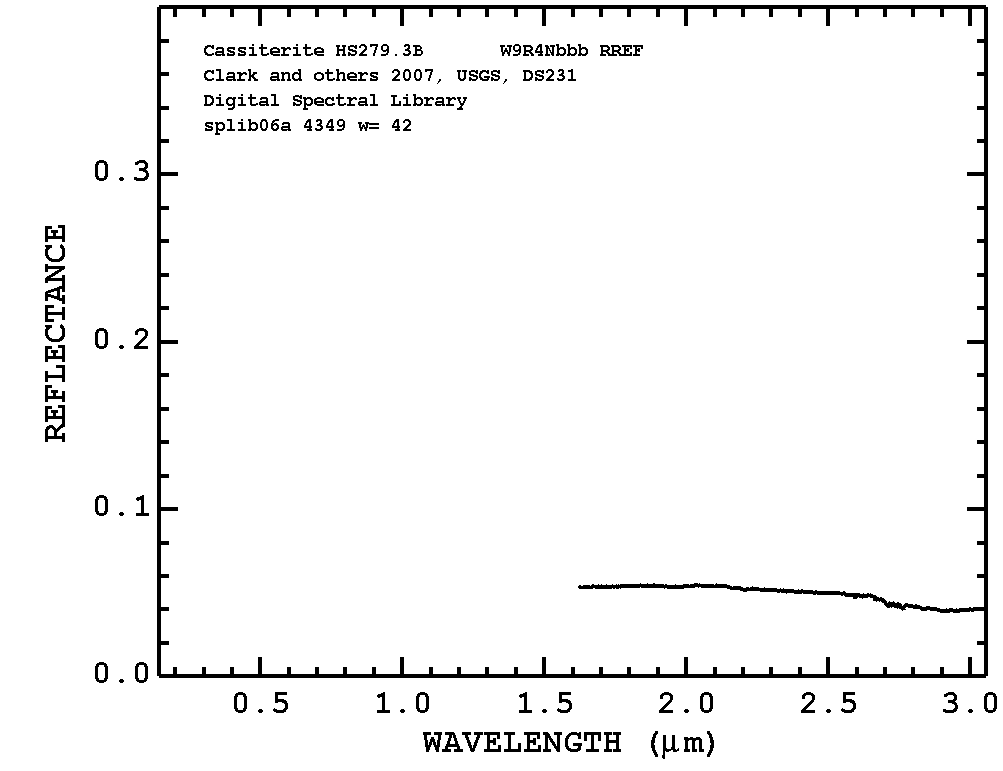 Cassiterite HS279.3B W9R4Nbbb RREF
Clark and others 2007, USGS, DS231
Digital Spectral Library
splib06a 4349 w= 42
0.3
0.2
0.1
0.0
REFLECTANCE
0.5 1.0 1.5 2.0 2.5 3.0
WAVELENGTH (μm)